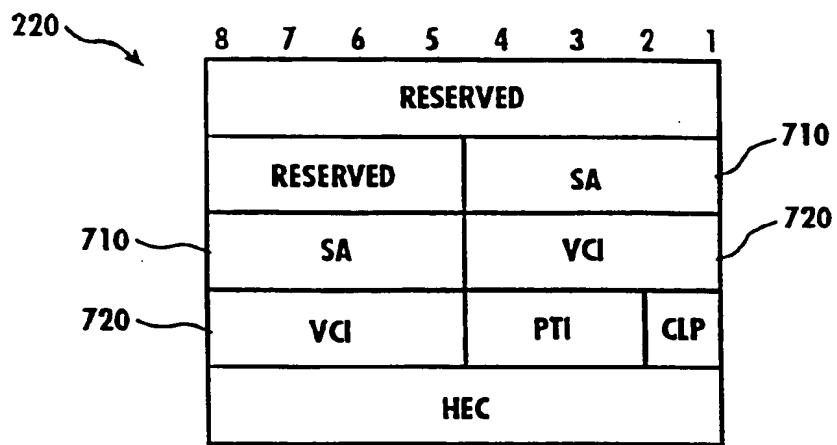 220
8 7 6 5 4 3 2 1
RESERVED
RESERVED SA 710
710 SA VCI 720
720 VCI PTI CLP
HEC